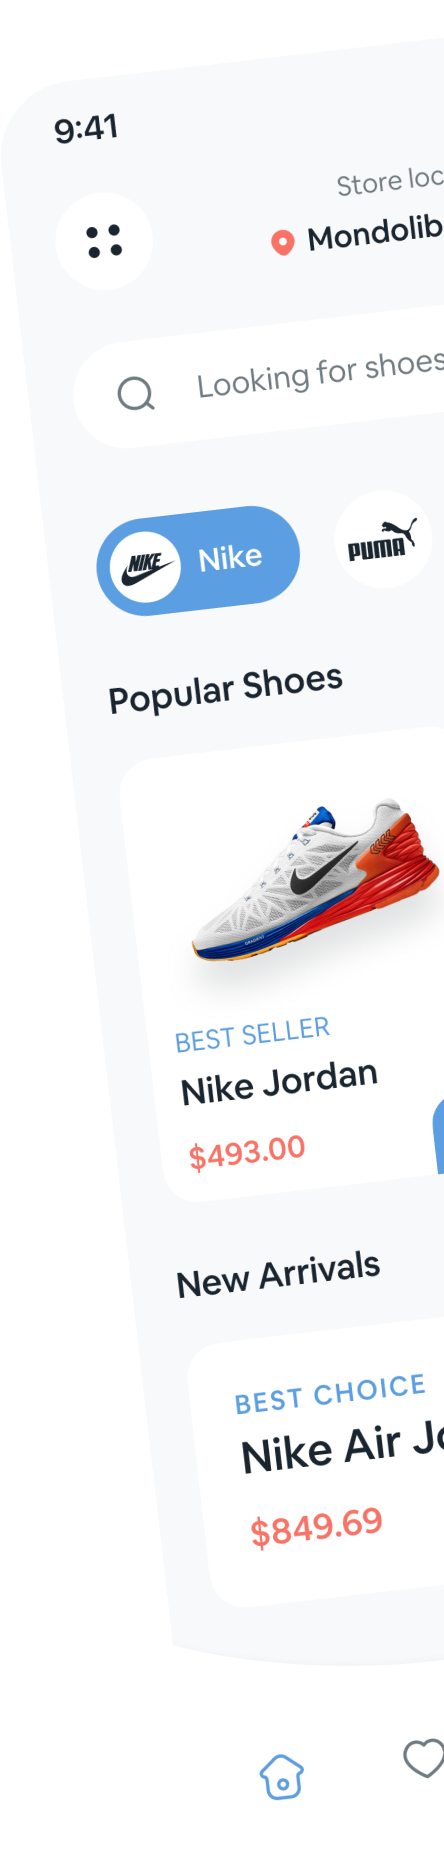 9:41
Store loc
Mondolib
Looking for shoes
NIKE
Nike
PUMA
Popular Shoes
BEST SELLER
Nike Jordan
$493.00
New Arrivals
BEST CHOICE
Nike Air Jo
$849.69